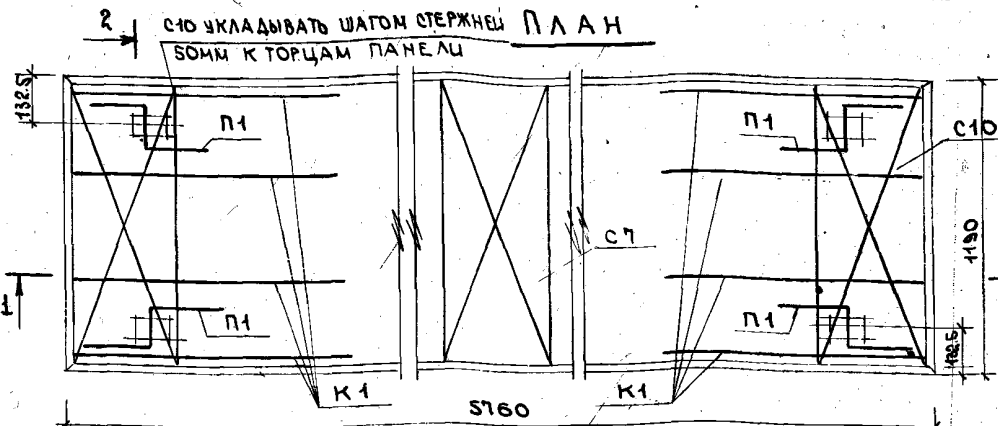 2
С10 УКЛАДЫВАТЬ ШАГОМ СТЕРЖНЕЙ
50ММ К ТОРЦАМ ПАНЕЛИ
ПЛАН
132.5
П1
П1
С10
С7
1190
1
П1
П1
132.5
К1
К1
5760